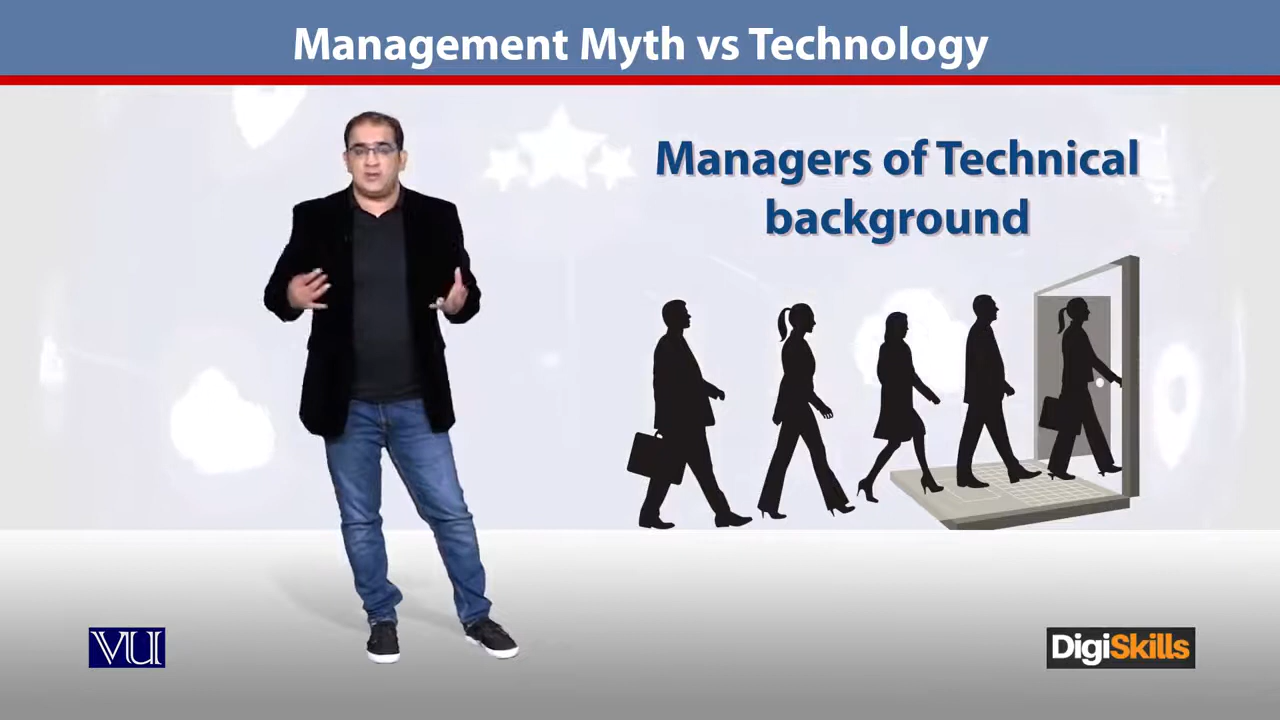 Management Myth vs Technology
Managers of Technical
background
VU
DigiSkills